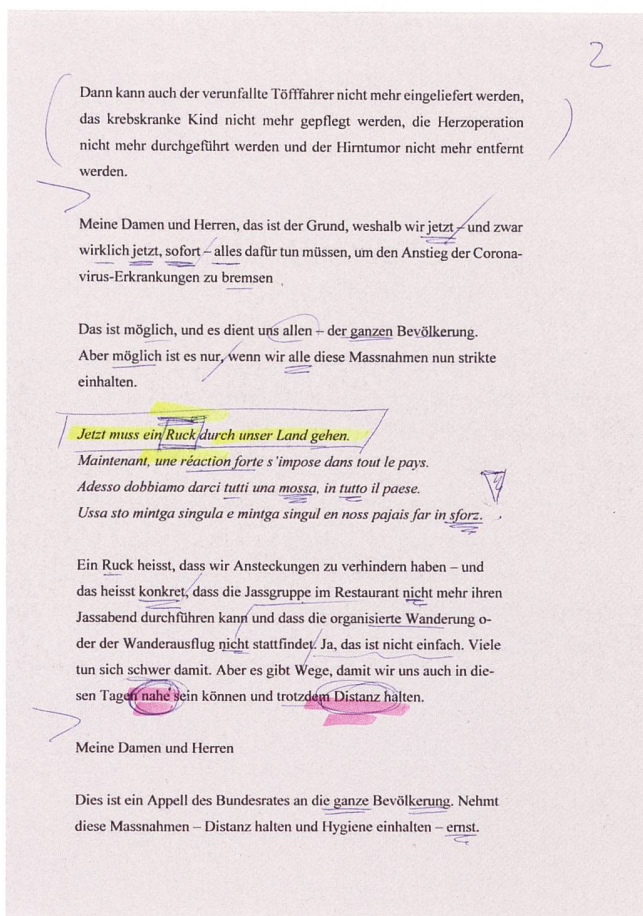 2
Dann kann auch der verunfallte Töfffahrer nicht mehr eingeliefert werden,
das krebskranke Kind nicht mehr gepflegt werden, die Herzoperation
nicht mehr durchgeführt werden und der Hirntumor nicht mehr entfernt
werden.
Meine Damen und Herren, das ist der Grund, weshalb wir jetzt – und zwar
wirklich jetzt, sofort – alles dafür tun müssen, um den Anstieg der Corona-
virus-Erkrankungen zu bremsen
Das ist möglich, und es dient uns allen – der ganzen Bevölkerung.
Aber möglich ist es nur, wenn wir alle diese Massnahmen nun strikte
einhalten.
Jetzt muss ein Ruck durch unser Land gehen.
Maintenant, une réaction forte s'impose dans tout le pays.
Adesso dobbiamo darci tutti una mossa, in tutto il paese.
Ussa sto mintga singula e mintga singul en noss pajais far in sforz.
Ein Ruck heisst, dass wir Ansteckungen zu verhindern haben – und
das heisst konkret, dass die Jassgruppe im Restaurant nicht mehr ihren
Jassabend durchführen kann und dass die organisierte Wanderung o-
der der Wanderausflug nicht stattfindet. Ja, das ist nicht einfach. Viele
tun sich schwer damit. Aber es gibt Wege, damit wir uns auch in die-
sen Tagen nahe sein können und trotzdem Distanz halten.
Meine Damen und Herren
Dies ist ein Appell des Bundesrates an die ganze Bevölkerung. Nehmt
diese Massnahmen – Distanz halten und Hygiene einhalten – ernst.